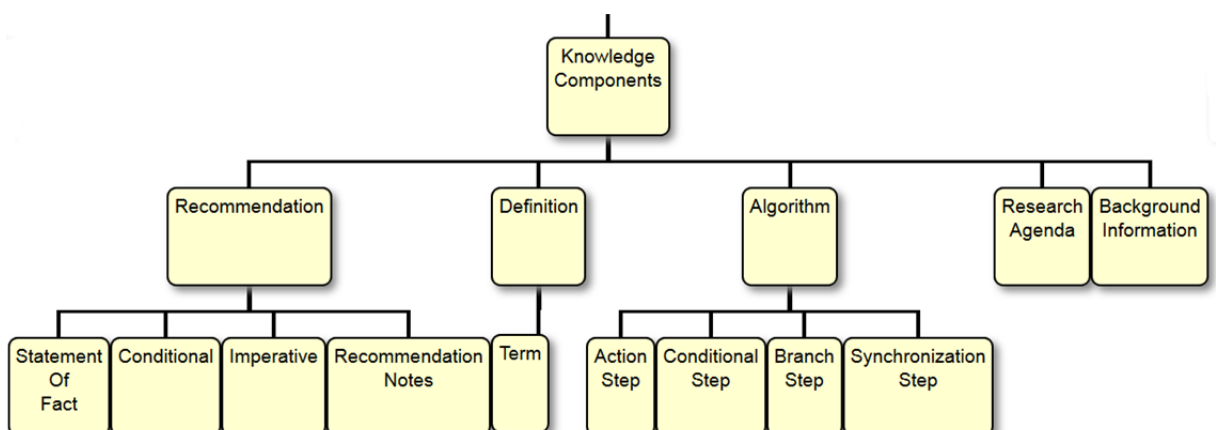 Knowledge
Components
Recommendation
Definition
Algorithm
Research
Agenda
Background
Information
Statement
Of
Fact
Conditional
Imperative
Recommendation
Notes
Term
Action
Step
Conditional
Step
Branch
Step
Synchronization
Step